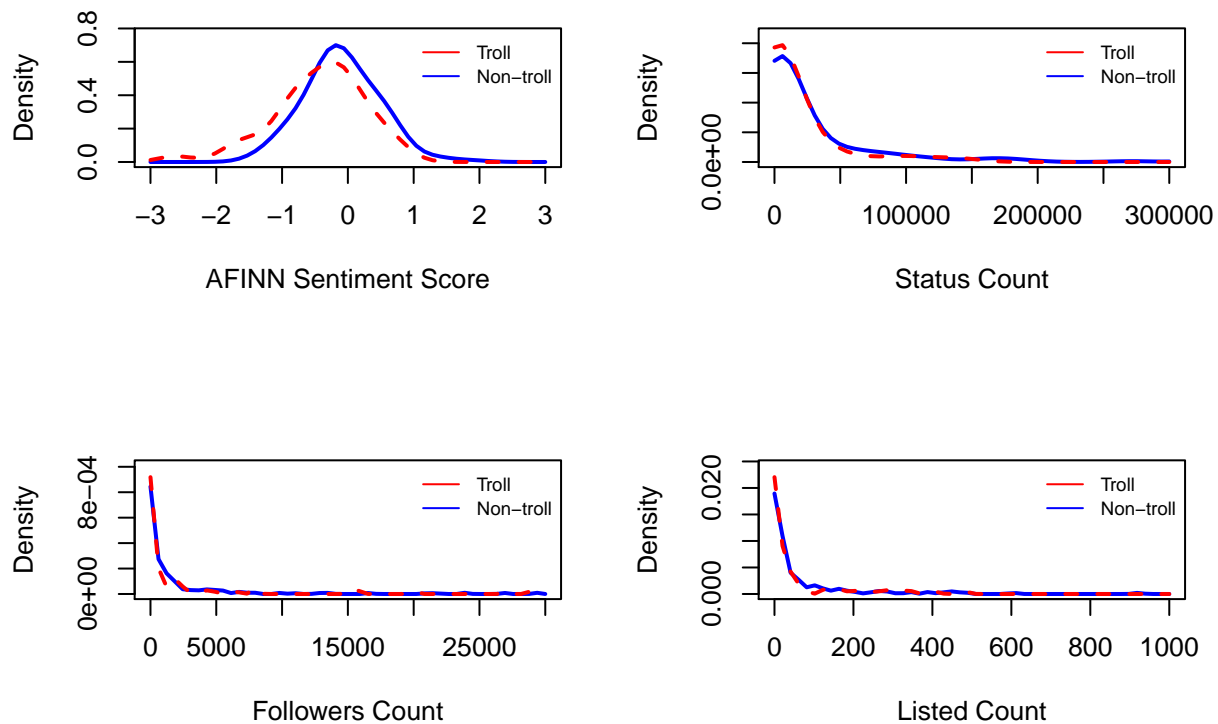 Density
0.0 0.4 0.8
Troll
Non−troll
−3 −2 −1 0 1 2 3
AFINN Sentiment Score
Density
0.0e+00
Troll
Non−troll
0 100000 200000 300000
Status Count
Density
0e+00 8e−04
Troll
Non−troll
0 5000 15000 25000
Followers Count
Density
0.000 0.020
Troll
Non−troll
0 200 400 600 800 1000
Listed Count